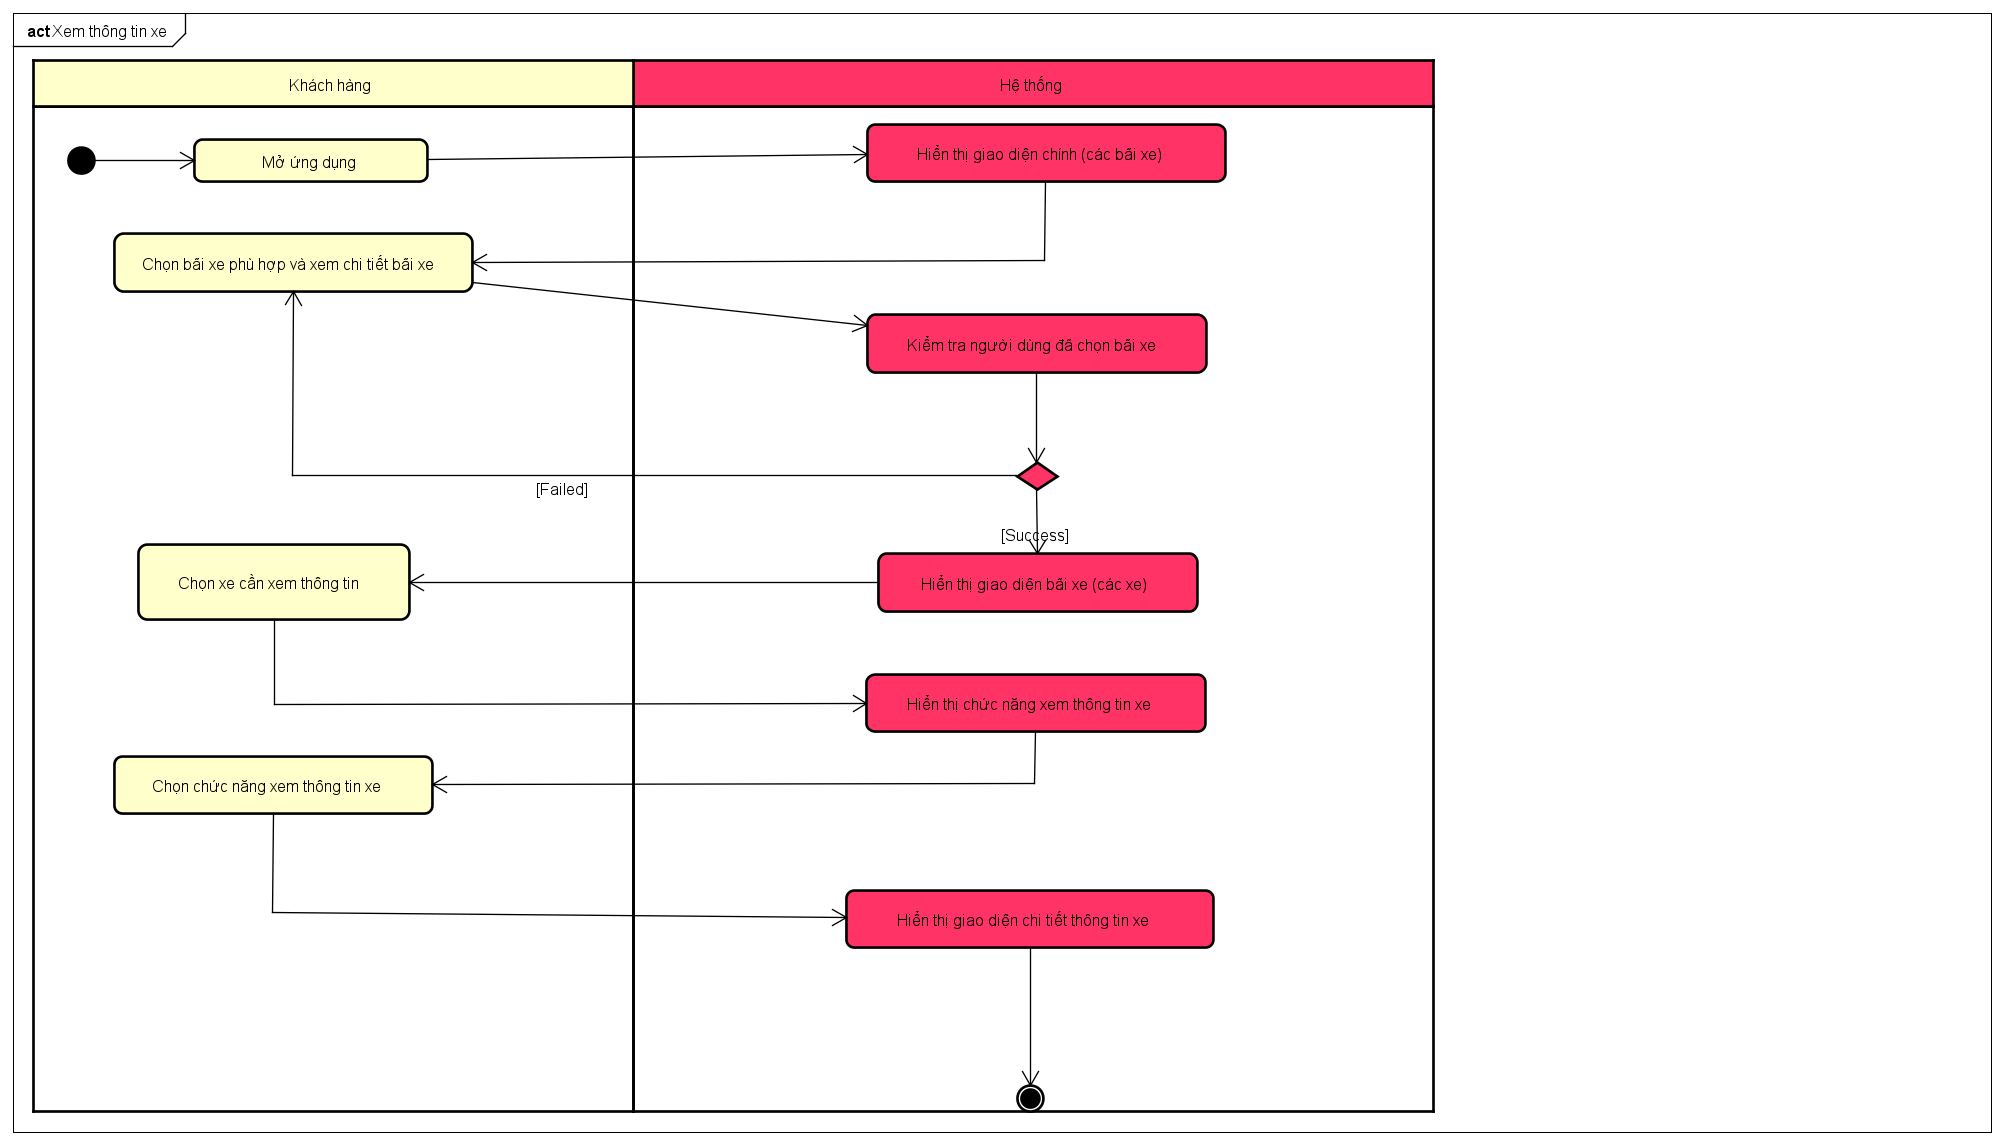 act Xem thông tin xe
Khách hàng
Hệ thống
Mở ứng dụng
Hiển thị giao diện chính (các bãi xe)
Chọn bãi xe phù hợp và xem chi tiết bãi xe
Kiểm tra người dùng đã chọn bãi xe
[Failed]
[Success]
Chọn xe cần xem thông tin
Hiển thị giao diện bãi xe (các xe)
Hiển thị chức năng xem thông tin xe
Chọn chức năng xem thông tin xe
Hiển thị giao diện chi tiết thông tin xe